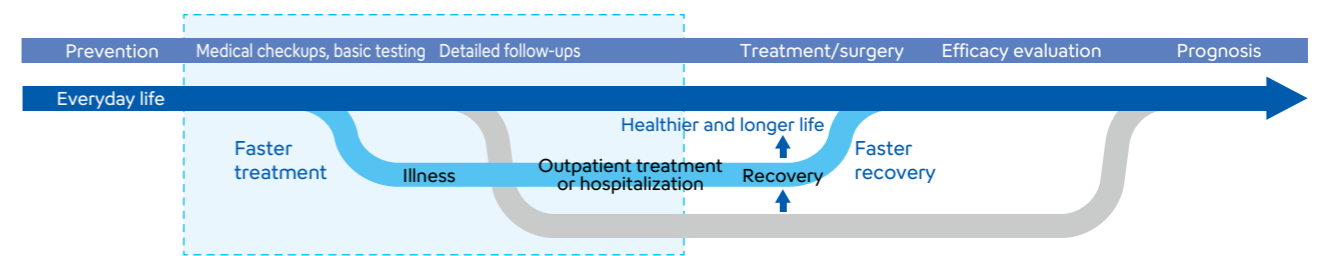 Prevention
Medical checkups, basic testing
Detailed follow-ups
Treatment/surgery
Efficacy evaluation
Prognosis
Everyday life
Healthier and longer life
Faster
treatment
Illness
Outpatient treatment
or hospitalization
Recovery
Faster
recovery